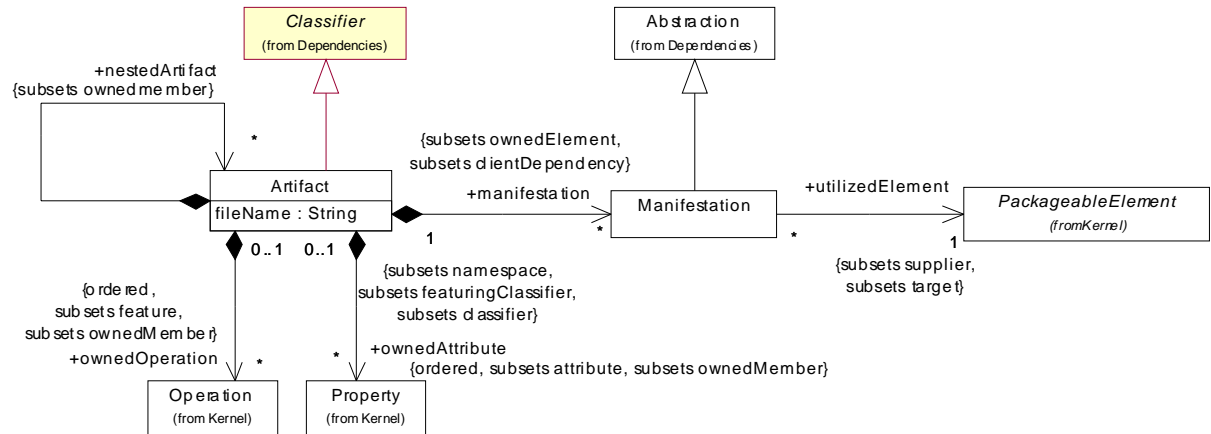 Classifier
(from Dependencies)
Abstraction
(from Dependencies)
+nestedArtifact
{subsets ownedmember}
*
{subsets ownedElement,
subsets clientDependency}
Artifact
fileName : String
+manifestation
1
*
Manifestation
+utilizedElement
*
1
PackageableElement
(fromKernel)
{subsets supplier,
subsets target}
0..1
0..1
{subsets namespace,
subsets featuringClassifier,
subsets classifier}
{ordered,
subsets feature,
subsets ownedMember}
+ownedOperation
*
*
+ownedAttribute
{ordered, subsets attribute, subsets ownedMember}
Operation
(from Kernel)
Property
(from Kernel)